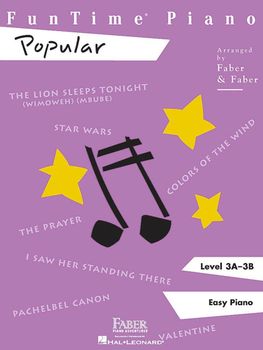 FunTime® Piano
Popular
Arranged
by
Faber
& Faber
THE LION SLEEPS TONIGHT
(WIMOWEH) (MBUBE)
STAR WARS
COLORS OF THE WIND
THE PRAYER
I SAW HER STANDING THERE
Level 3A–3B
PACHELBEL CANON
Easy Piano
VALENTINE
FABER
PIANO ADVENTURES
HAL•LEONARD®